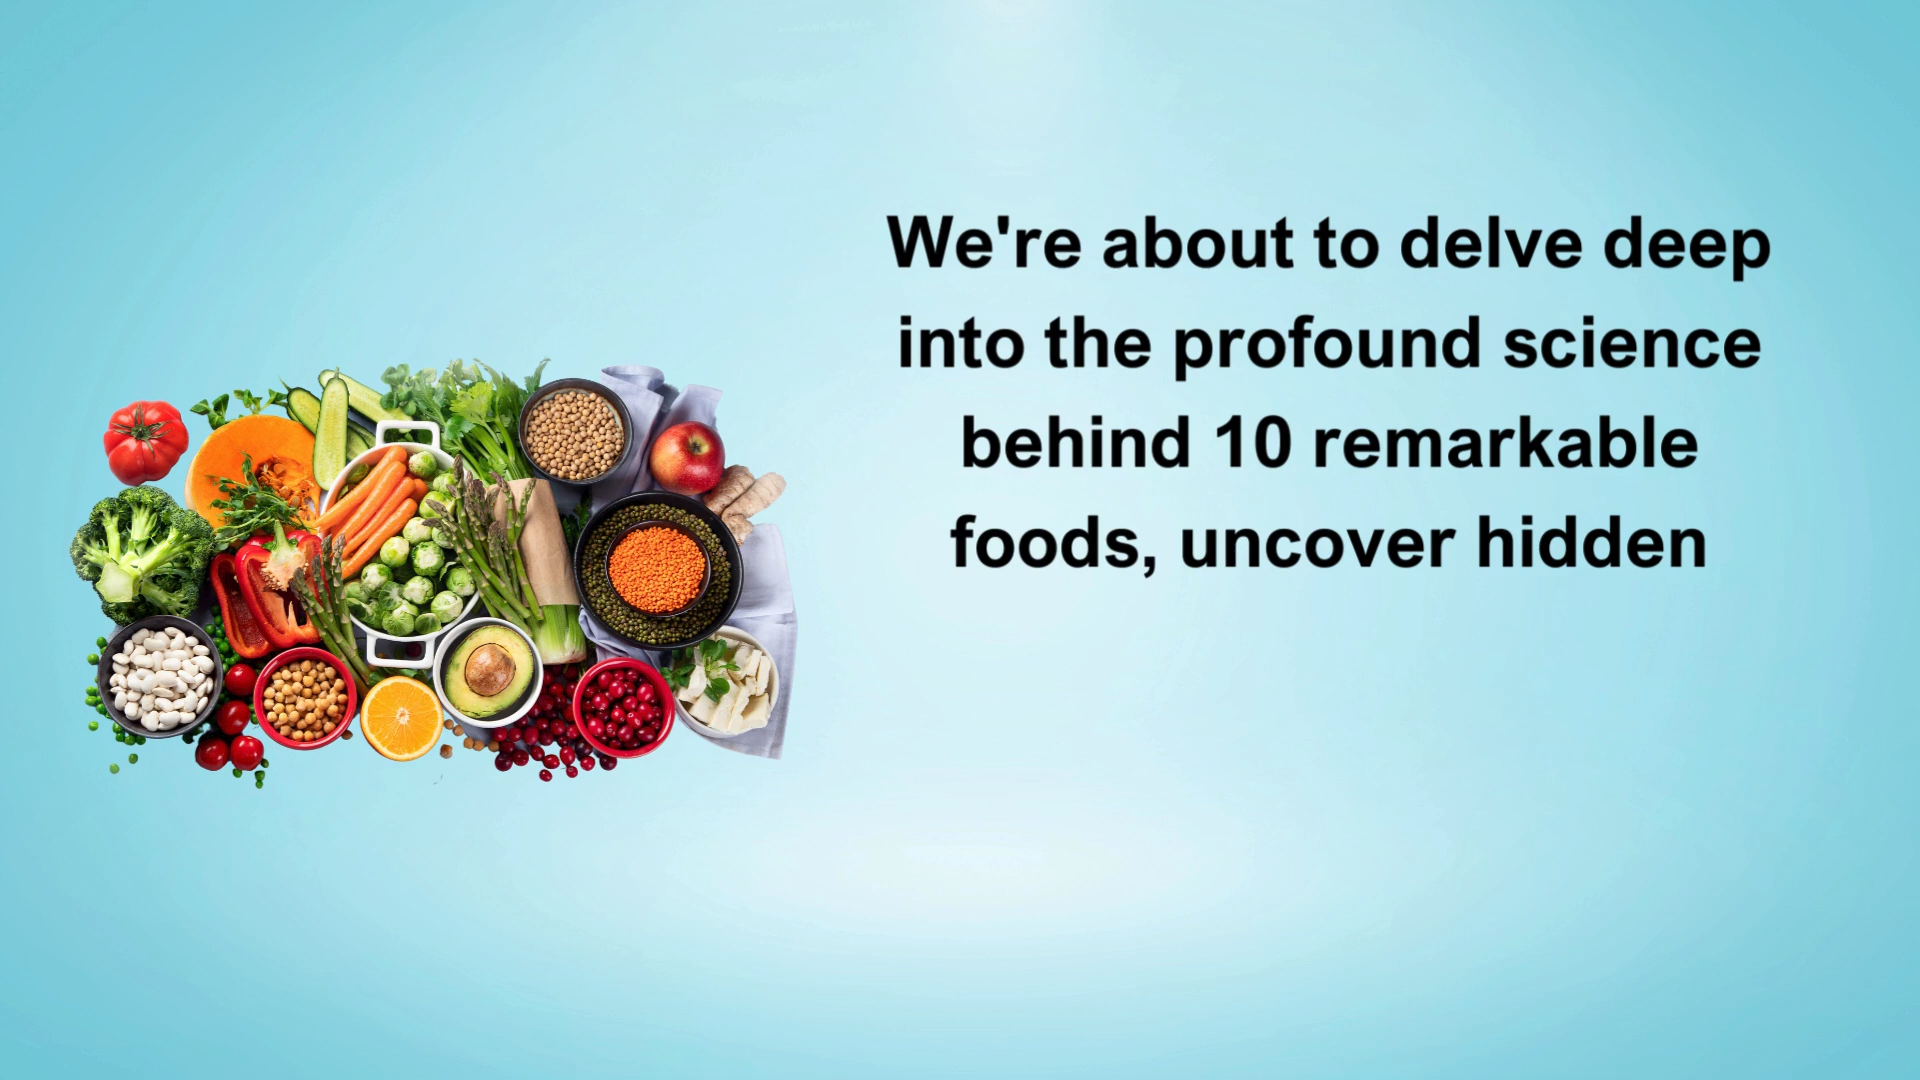 We're about to delve deep
into the profound science
behind 10 remarkable
foods, uncover hidden